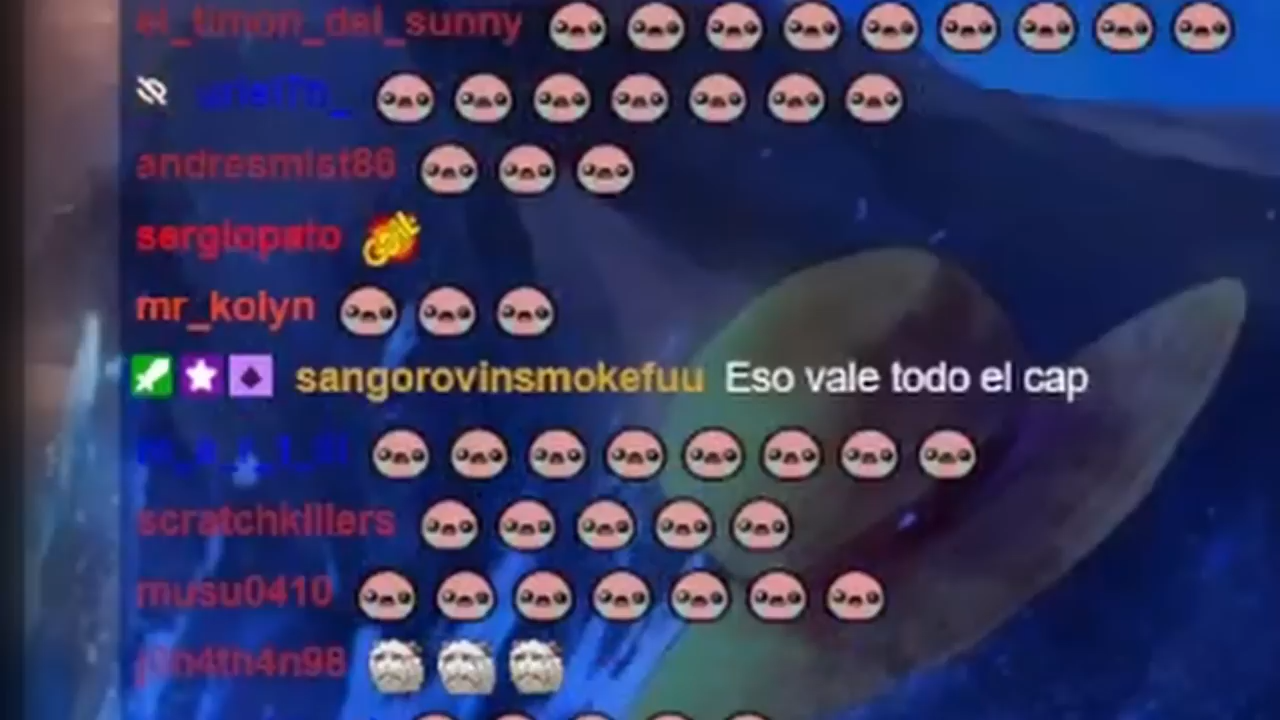 el_timon_del_sunny
andresmist86
sergiopato
mr_kolyn
sangorovinsmokefuu Eso vale todo el cap
scratchkillers
musu0410